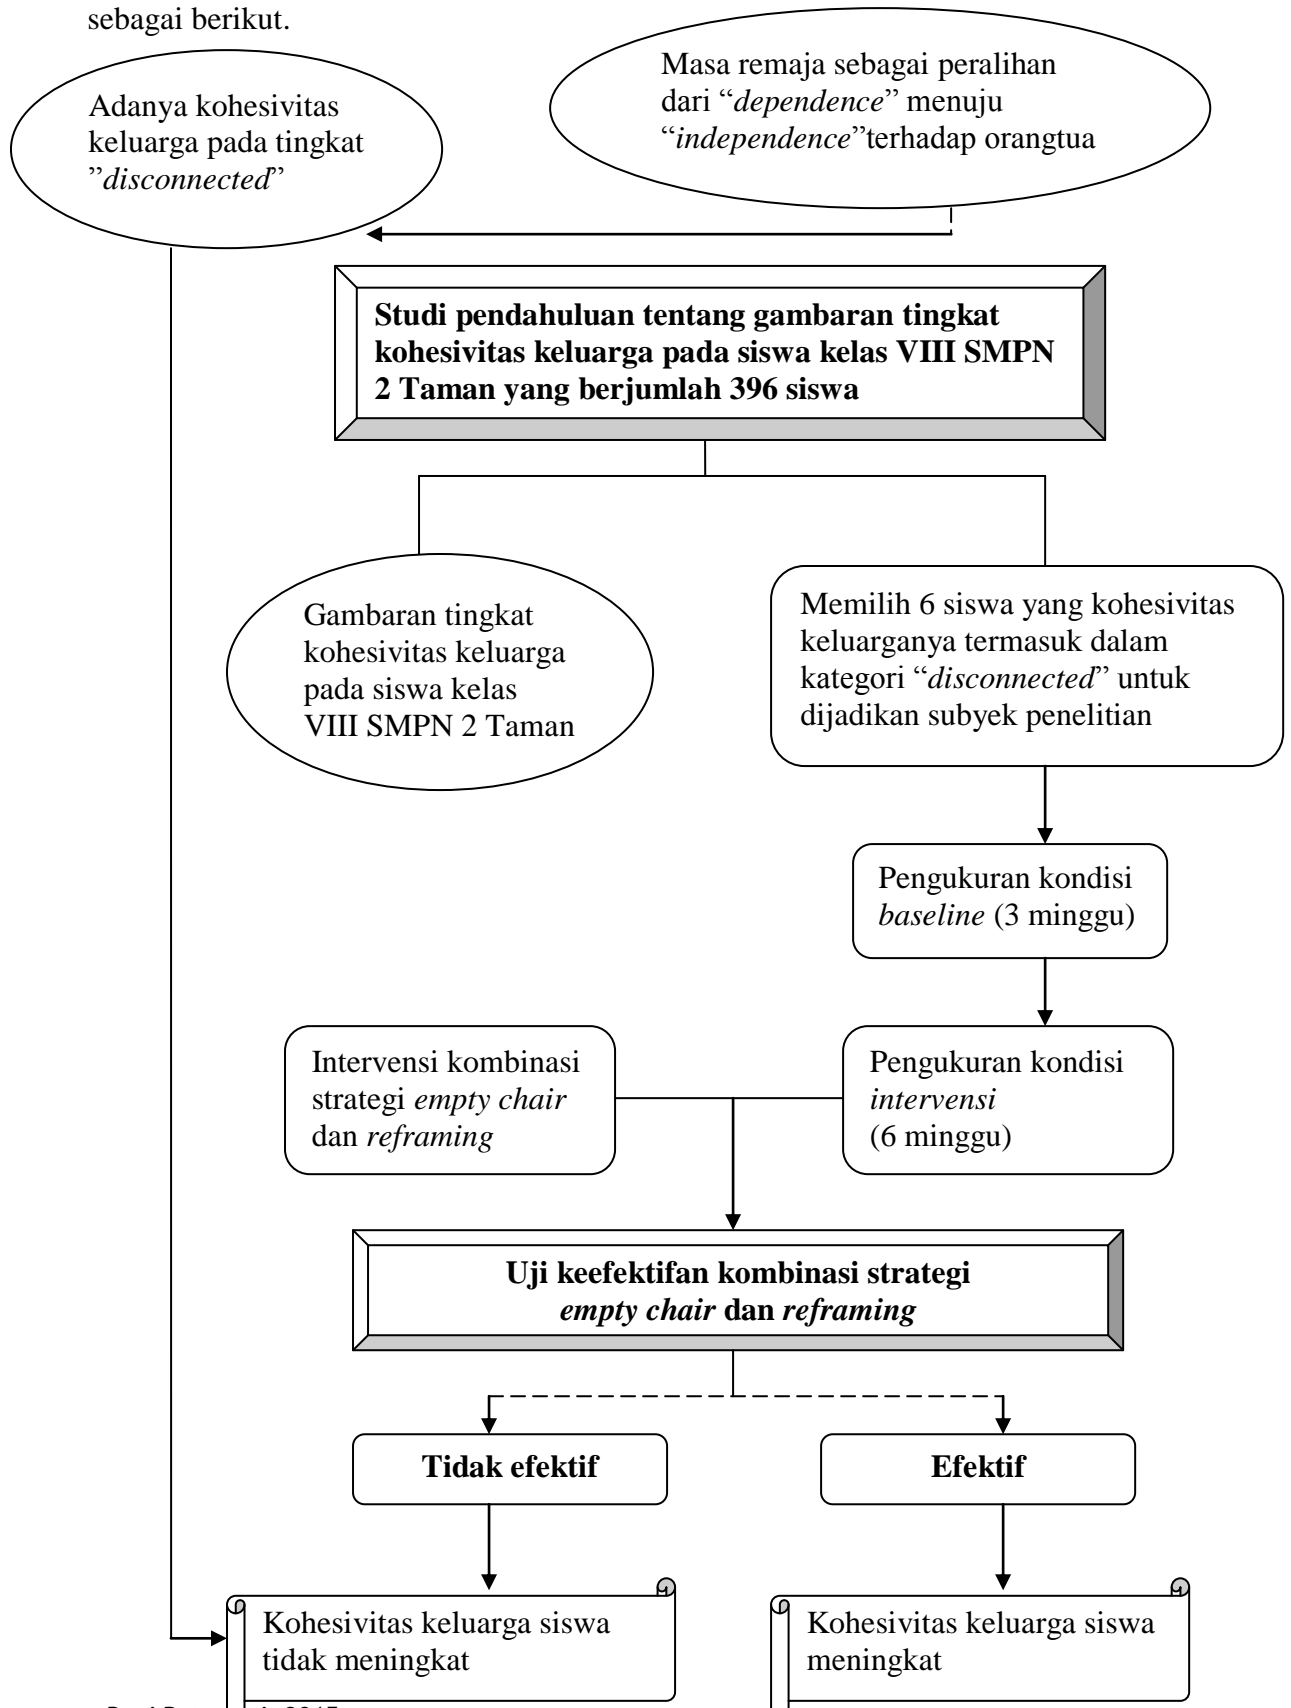 sebagai berikut.
Adanya kohesivitas
keluarga pada tingkat
”disconnected”
Masa remaja sebagai peralihan
dari “dependence” menuju
“independence”terhadap orangtua
Studi pendahuluan tentang gambaran tingkat
kohesivitas keluarga pada siswa kelas VIII SMPN
2 Taman yang berjumlah 396 siswa
Gambaran tingkat
kohesivitas keluarga
pada siswa kelas
VIII SMPN 2 Taman
Memilih 6 siswa yang kohesivitas
keluarganya termasuk dalam
kategori “disconnected” untuk
dijadikan subyek penelitian
Pengukuran kondisi
baseline (3 minggu)
Intervensi kombinasi
strategi empty chair
dan reframing
Pengukuran kondisi
intervensi
(6 minggu)
Uji keefektifan kombinasi strategi
empty chair dan reframing
Tidak efektif
Efektif
Kohesivitas keluarga siswa
tidak meningkat
Kohesivitas keluarga siswa
meningkat